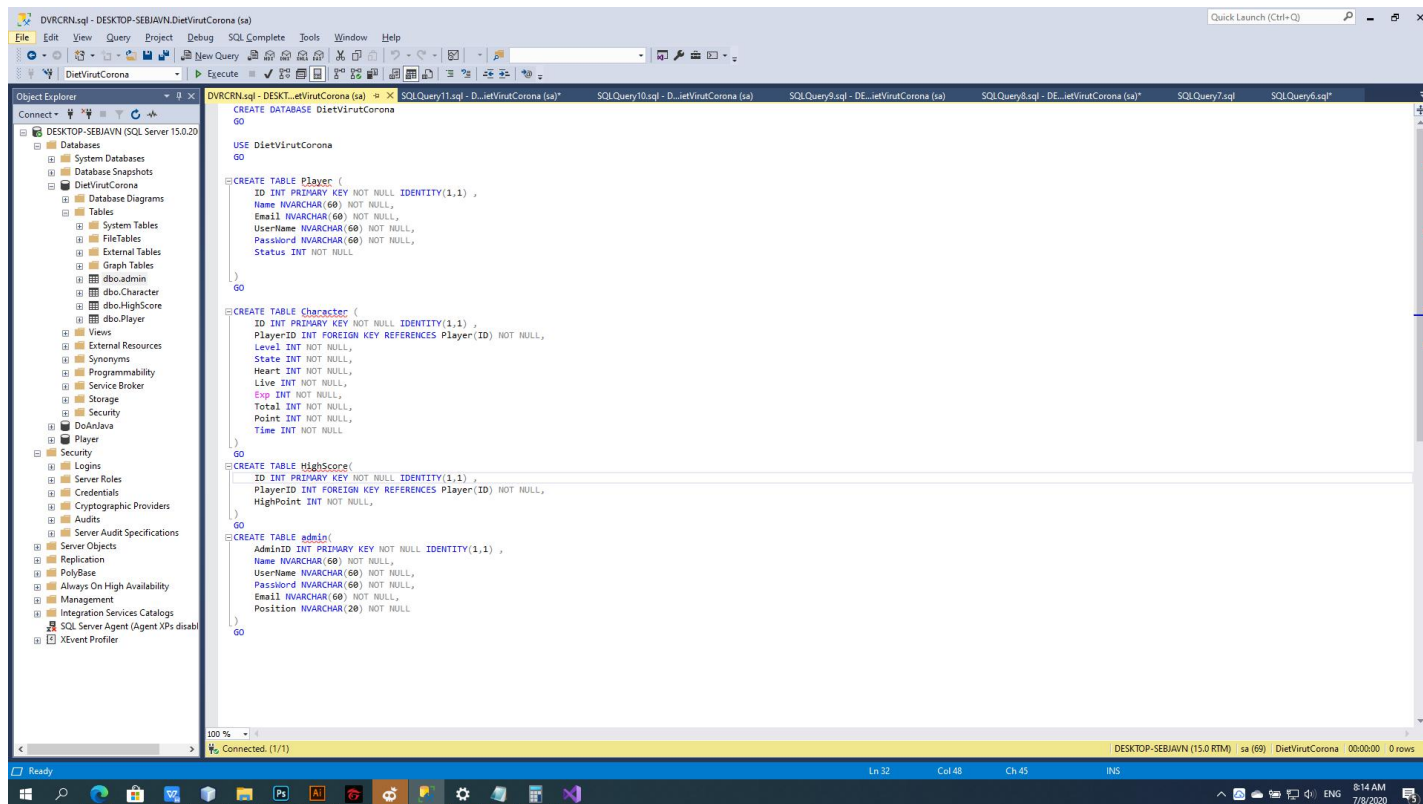 DVRCRN.sql - DESKTOP-SEBJAVN.DietVirutCorona (sa)
Quick Launch (Ctrl+Q)
File Edit View Query Project Debug SQL Complete Tools Window Help
New Query
DietVirutCorona Execute
Object Explorer
DVRCRN.sql - DESKT...etVirutCorona (sa) SQLQuery11.sql - D...ietVirutCorona (sa)* SQLQuery10.sql - D...ietVirutCorona (sa) SQLQuery9.sql - DE...ietVirutCorona (sa) SQLQuery8.sql - DE...ietVirutCorona (sa)* SQLQuery7.sql SQLQuery6.sql*
Connect
DESKTOP-SEBJAVN (SQL Server 15.0.20
Databases
System Databases
Database Snapshots
DietVirutCorona
Database Diagrams
Tables
System Tables
FileTables
External Tables
Graph Tables
dbo.admin
dbo.Character
dbo.HighScore
dbo.Player
Views
External Resources
Synonyms
Programmability
Service Broker
Storage
Security
DoAnJava
Player
Security
Logins
Server Roles
Credentials
Cryptographic Providers
Audits
Server Audit Specifications
Server Objects
Replication
PolyBase
Always On High Availability
Management
Integration Services Catalogs
SQL Server Agent (Agent XPs disabl
XEvent Profiler
CREATE DATABASE DietVirutCorona
GO
USE DietVirutCorona
GO
CREATE TABLE Player (
ID INT PRIMARY KEY NOT NULL IDENTITY(1,1) ,
Name NVARCHAR(60) NOT NULL,
Email NVARCHAR(60) NOT NULL,
UserName NVARCHAR(60) NOT NULL,
PassWord NVARCHAR(60) NOT NULL,
Status INT NOT NULL
)
GO
CREATE TABLE Character (
ID INT PRIMARY KEY NOT NULL IDENTITY(1,1) ,
PlayerID INT FOREIGN KEY REFERENCES Player(ID) NOT NULL,
Level INT NOT NULL,
State INT NOT NULL,
Heart INT NOT NULL,
Live INT NOT NULL,
Exp INT NOT NULL,
Total INT NOT NULL,
Point INT NOT NULL,
Time INT NOT NULL
)
GO
CREATE TABLE HighScore(
ID INT PRIMARY KEY NOT NULL IDENTITY(1,1) ,
PlayerID INT FOREIGN KEY REFERENCES Player(ID) NOT NULL,
HighPoint INT NOT NULL,
)
GO
CREATE TABLE admin(
AdminID INT PRIMARY KEY NOT NULL IDENTITY(1,1) ,
Name NVARCHAR(60) NOT NULL,
UserName NVARCHAR(60) NOT NULL,
PassWord NVARCHAR(60) NOT NULL,
Email NVARCHAR(60) NOT NULL,
Position NVARCHAR(20) NOT NULL
)
GO
100 %
Connected. (1/1) DESKTOP-SEBJAVN (15.0 RTM) sa (69) DietVirutCorona 00:00:00 0 rows
Ready Ln 32 Col 48 Ch 45 INS
Ps Ai ENG 8:14 AM
7/8/2020